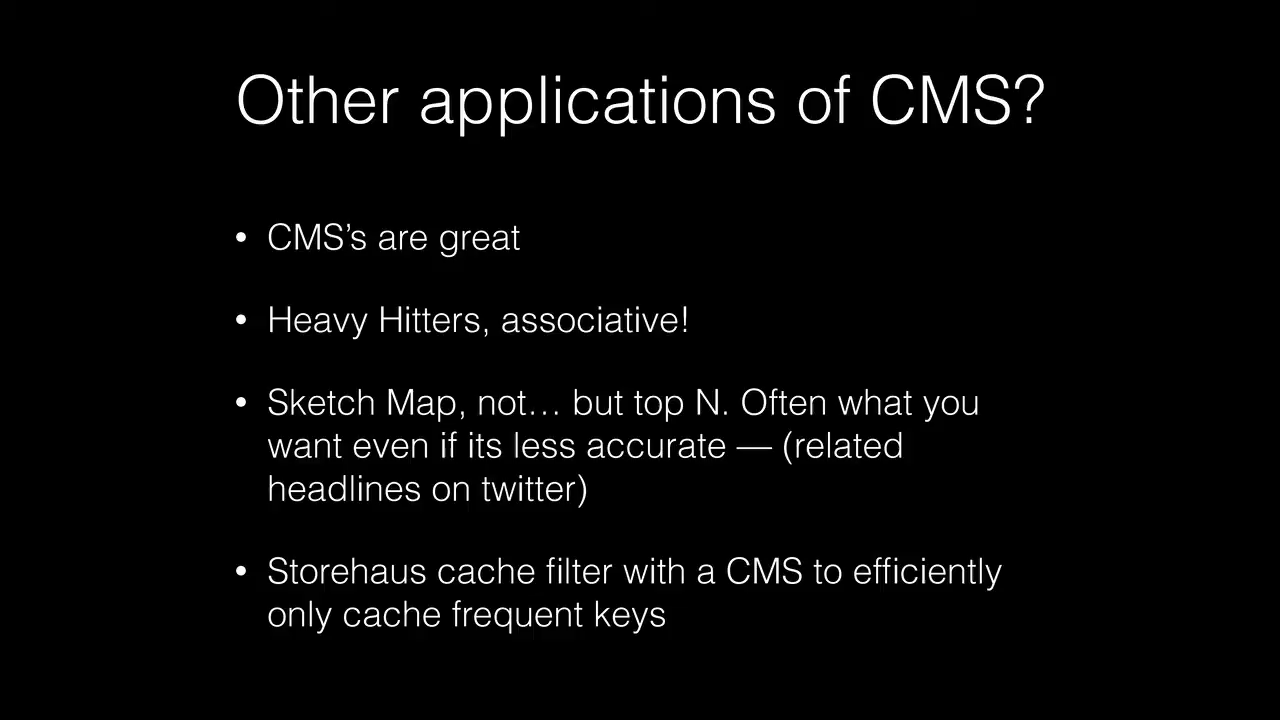 Other applications of CMS?
• CMS’s are great
• Heavy Hitters, associative!
• Sketch Map, not… but top N. Often what you
want even if its less accurate — (related
headlines on twitter)
• Storehaus cache filter with a CMS to efficiently
only cache frequent keys